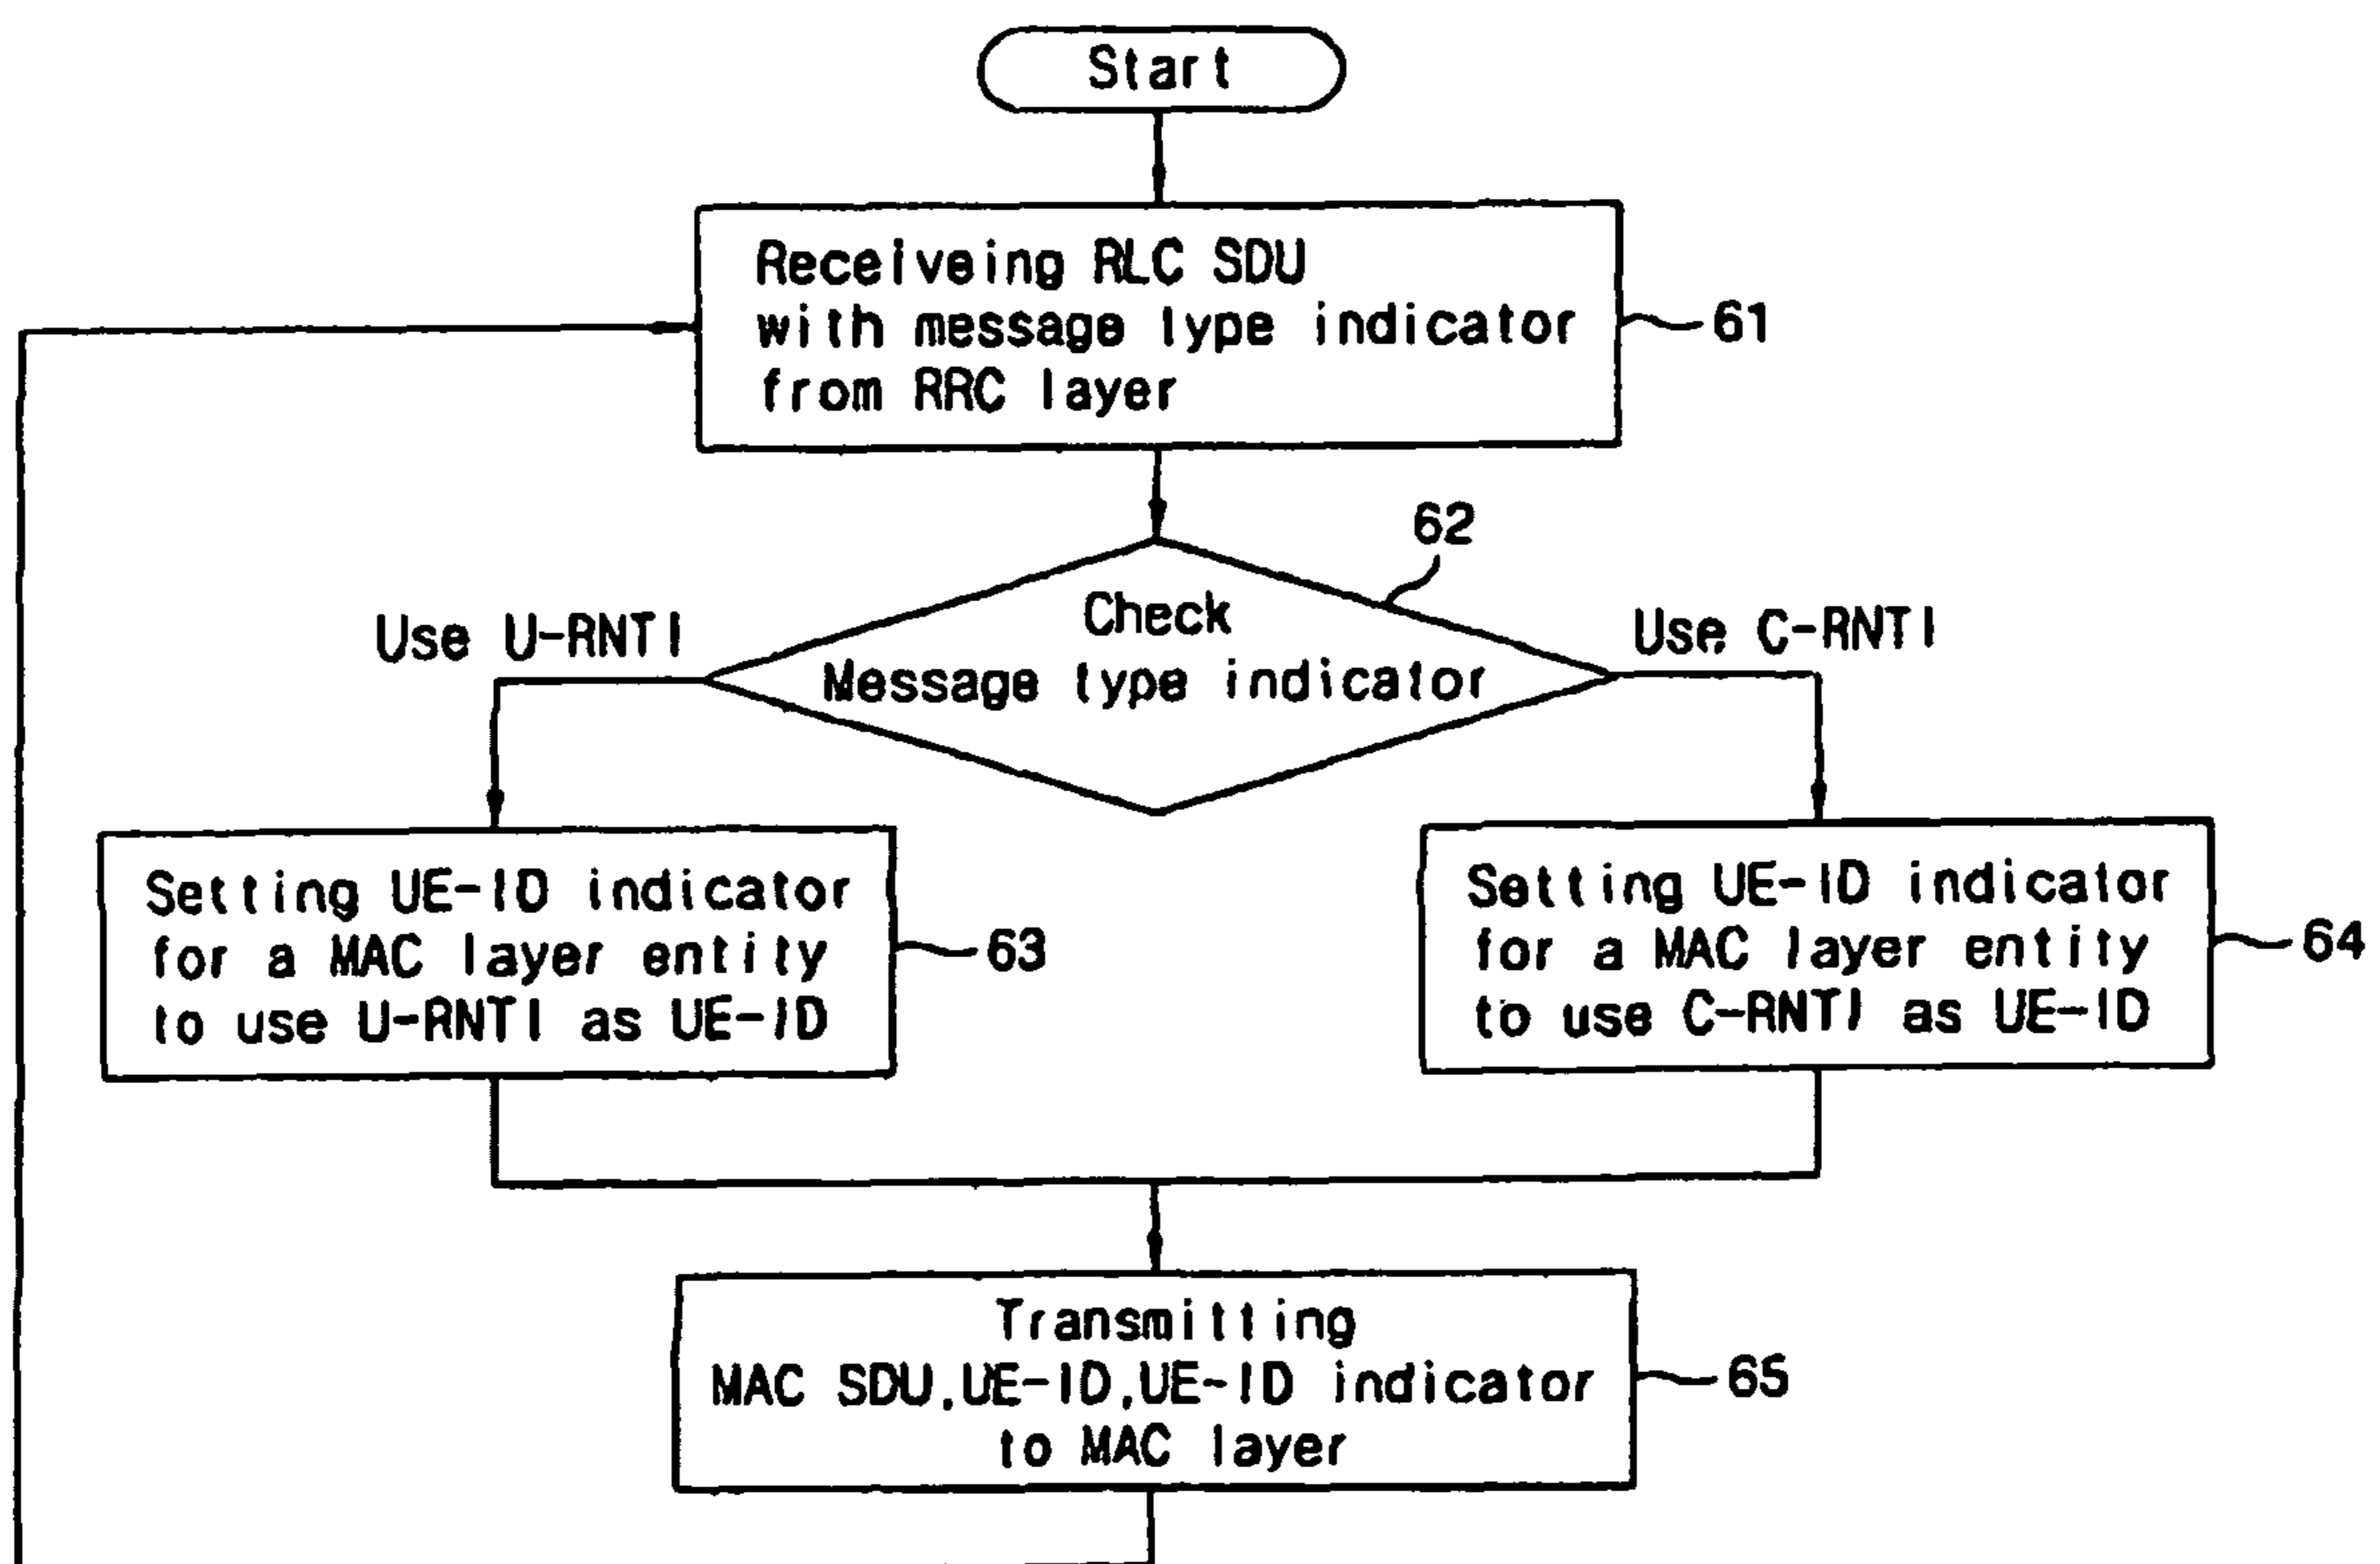 Start
Receiveing RLC SDU
with message type indicator
from RRC layer
61
62
Check
Message type indicator
Use U-RNTI
Use C-RNTI
Setting UE-ID indicator
for a MAC layer entity
to use U-RNTI as UE-ID
63
Setting UE-ID indicator
for a MAC layer entity
to use C-RNTI as UE-ID
64
Transmitting
MAC SDU,UE-ID,UE-ID indicator
to MAC layer
65